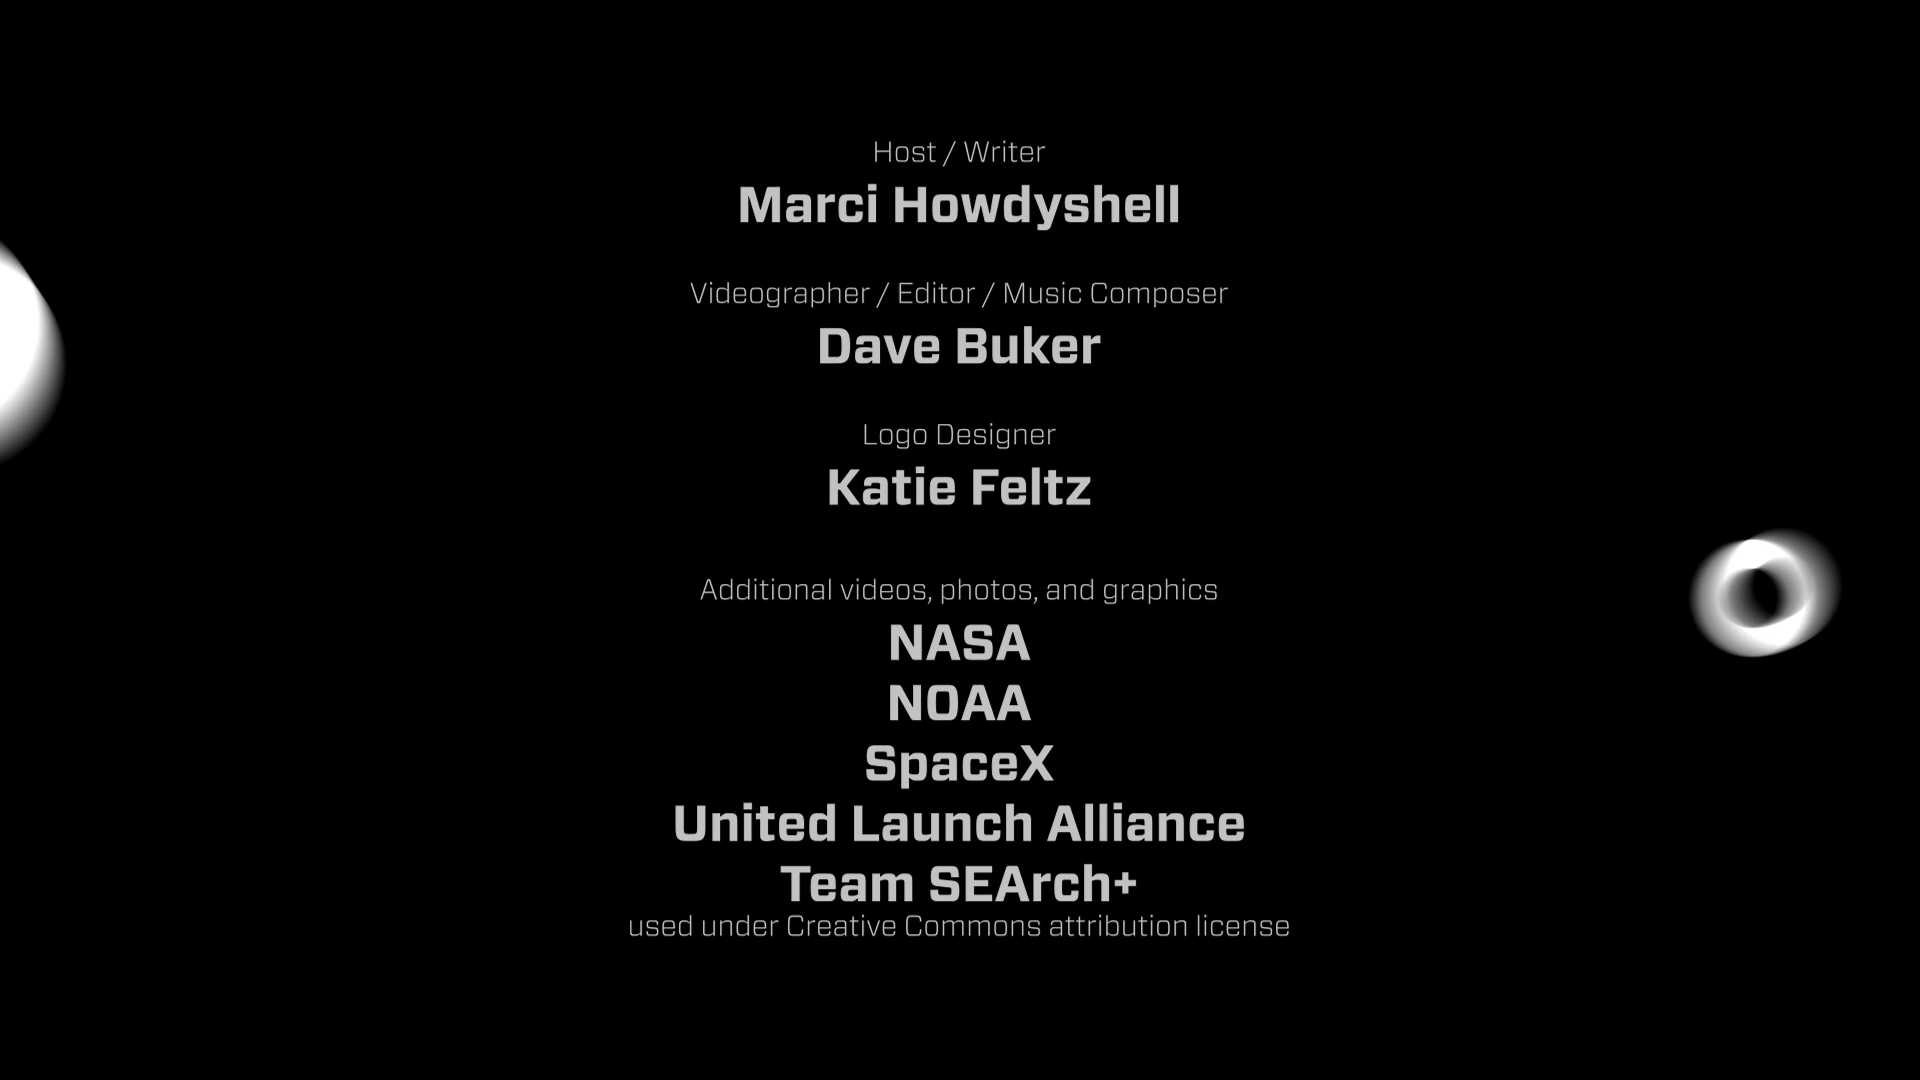 Host / Writer
Marci Howdyshell
Videographer / Editor / Music Composer
Dave Buker
Logo Designer
Katie Feltz
Additional videos, photos, and graphics
NASA
NOAA
SpaceX
United Launch Alliance
Team SEArch+
used under Creative Commons attribution license